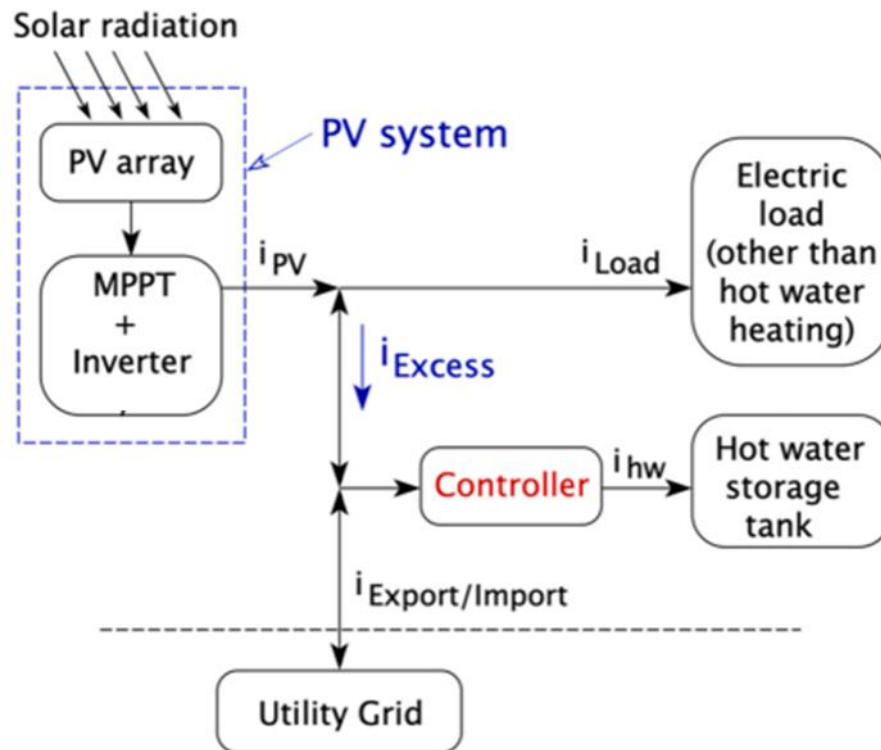 Solar radiation
PV array
PV system
MPPT
+
Inverter
,
i PV
i Load
Electric
load
(other than
hot water
heating)
i Excess
Controller
i hw
Hot water
storage
tank
i Export/Import
Utility Grid